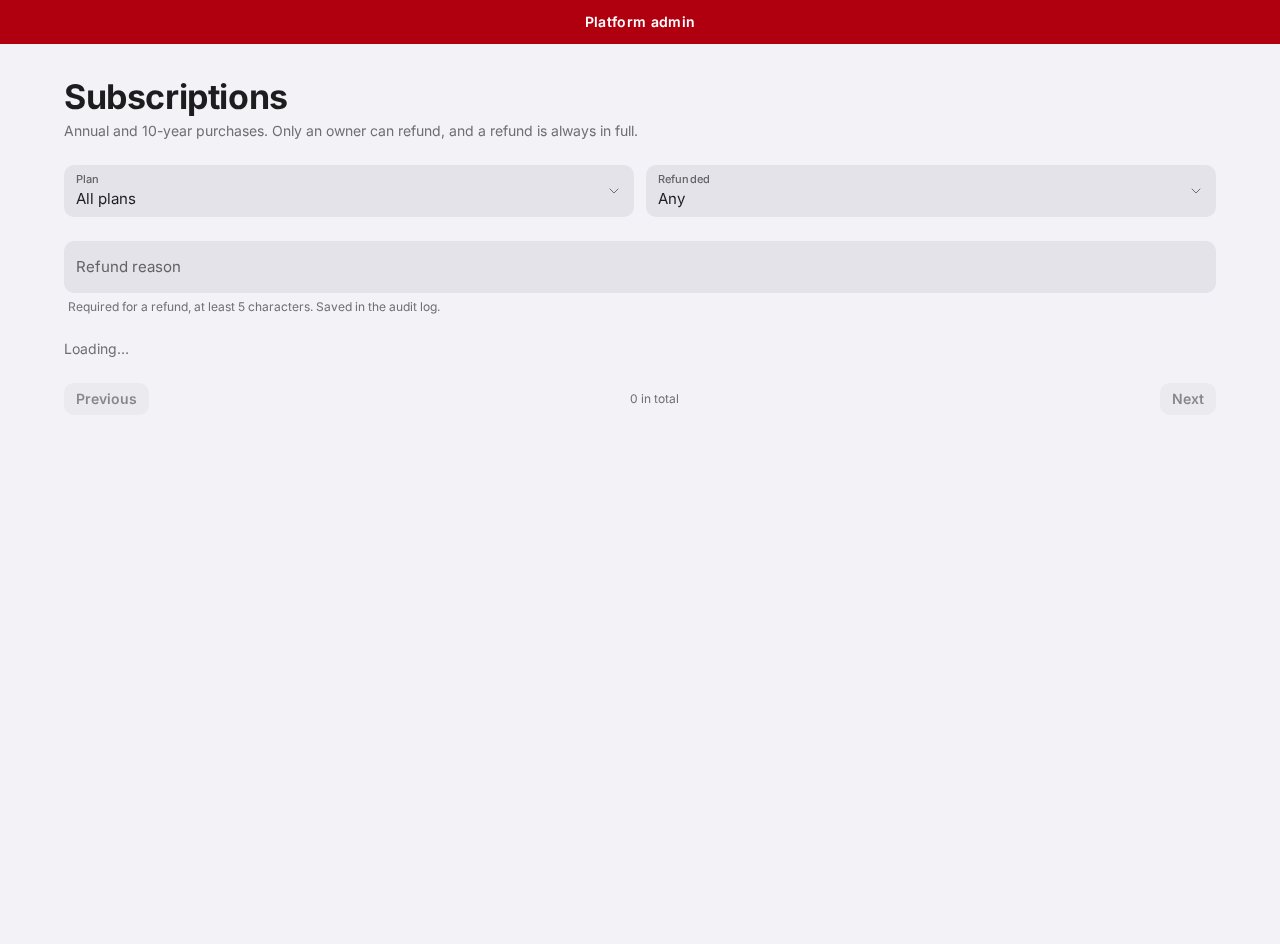 Platform admin
Subscriptions
Annual and 10-year purchases. Only an owner can refund, and a refund is always in full.
Plan
All plans
Refunded
Any
Refund reason
Required for a refund, at least 5 characters. Saved in the audit log.
Loading...
Previous
0 in total
Next